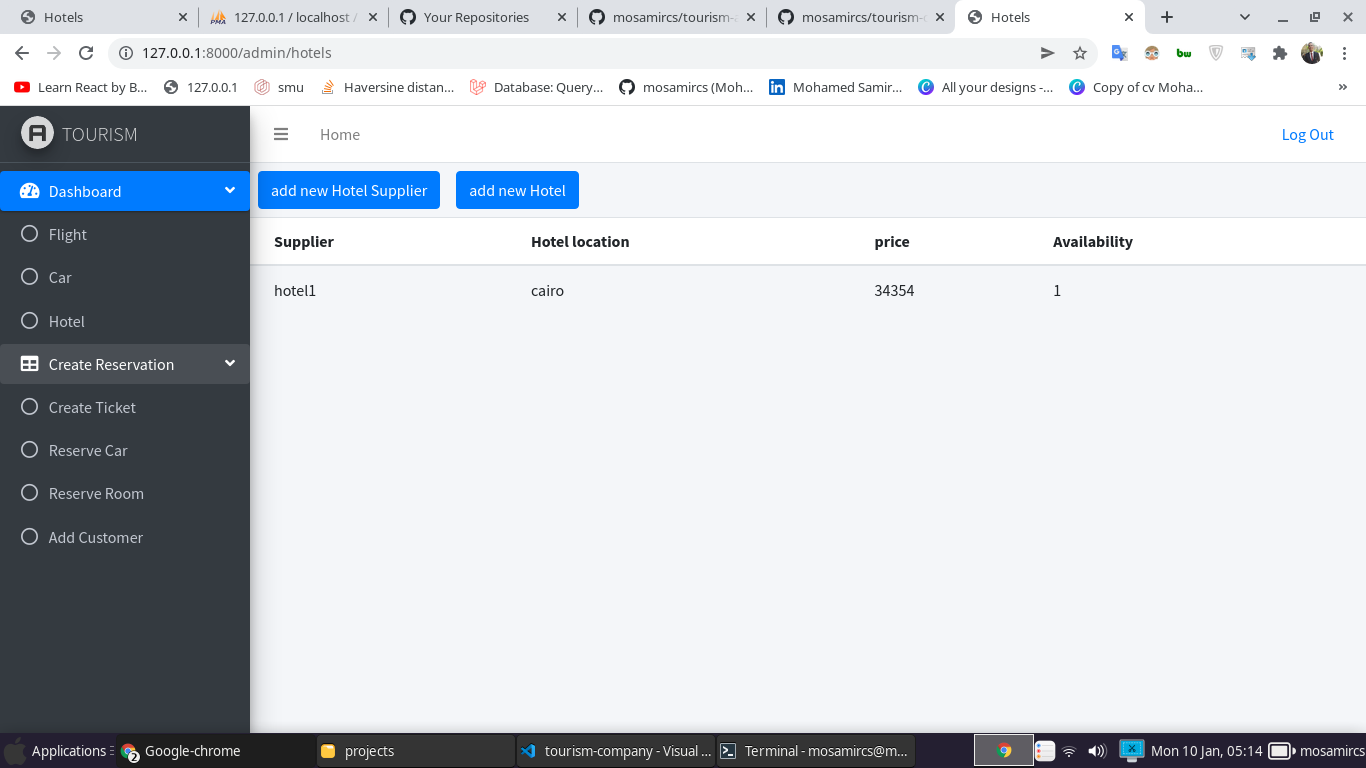 Hotels
127.0.0.1 / localhost /
Your Repositories
mosamircs/tourism-
mosamircs/tourism-
Hotels
127.0.0.1:8000/admin/hotels
Learn React by B...
127.0.0.1
smu
Haversine distan...
Database: Query...
mosamircs (Moh...
Mohamed Samir...
All your designs -...
Copy of cv Moha...
»
TOURISM
Home
Log Out
Dashboard
add new Hotel Supplier
add new Hotel
Flight
Supplier Hotel location price Availability
Car
hotel1 cairo 34354 1
Hotel
Create Reservation
Create Ticket
Reserve Car
Reserve Room
Add Customer
Applications
2
Google-chrome
projects
tourism-company - Visual ...
Terminal - mosamircs@m...
Mon 10 Jan, 05:14
mosamircs